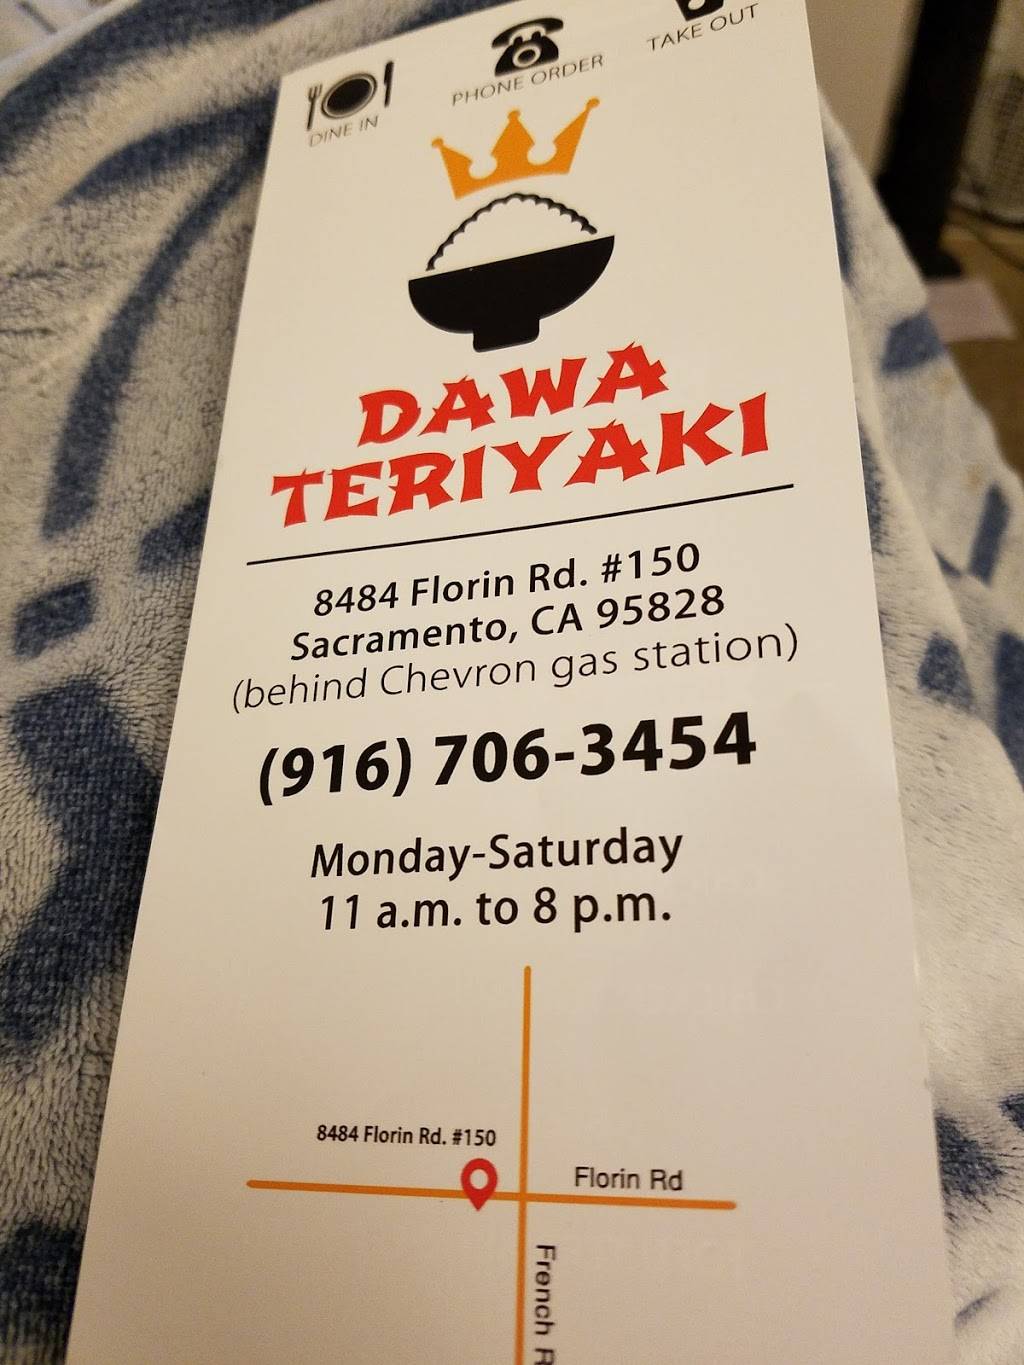 DINE IN
PHONE ORDER
TAKE OUT
DAWA
TERIYAKI
8484 Florin Rd. #150
Sacramento, CA 95828
(behind Chevron gas station)
(916) 706-3454
Monday-Saturday
11 a.m. to 8 p.m.
8484 Florin Rd. #150
Florin Rd
French R